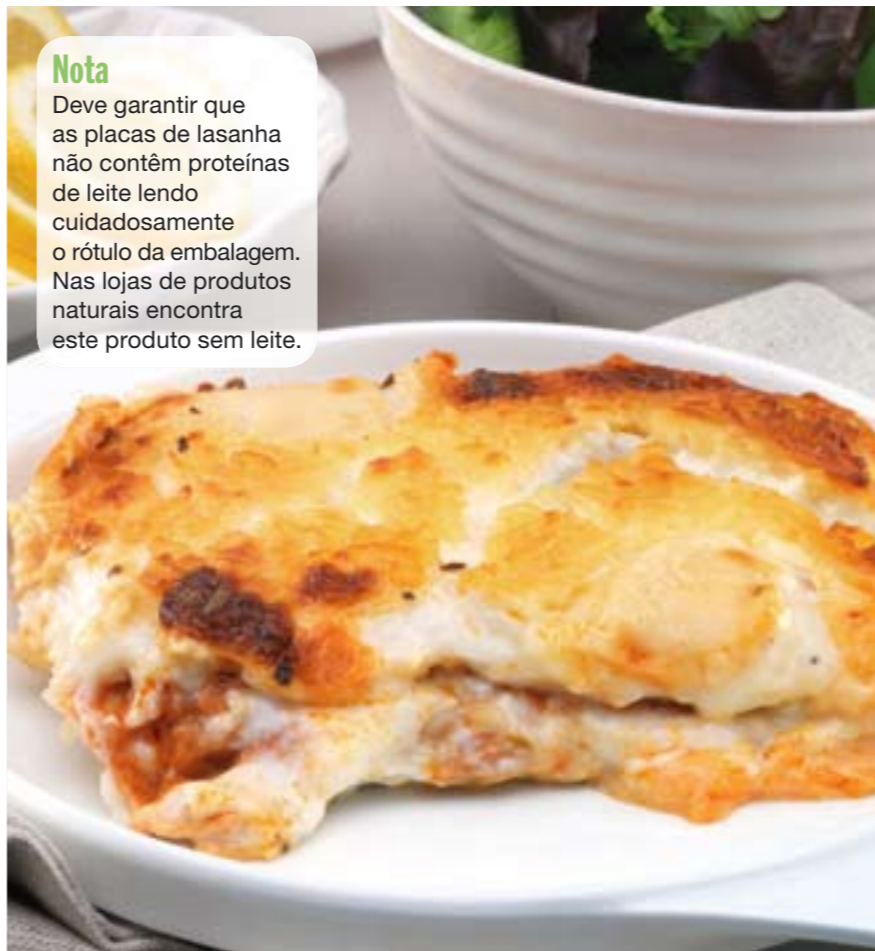 Nota
Deve garantir que
as placas de lasanha
não contêm proteínas
de leite lendo
cuidadosamente
o rótulo da embalagem.
Nas lojas de produtos
naturais encontra
este produto sem leite.